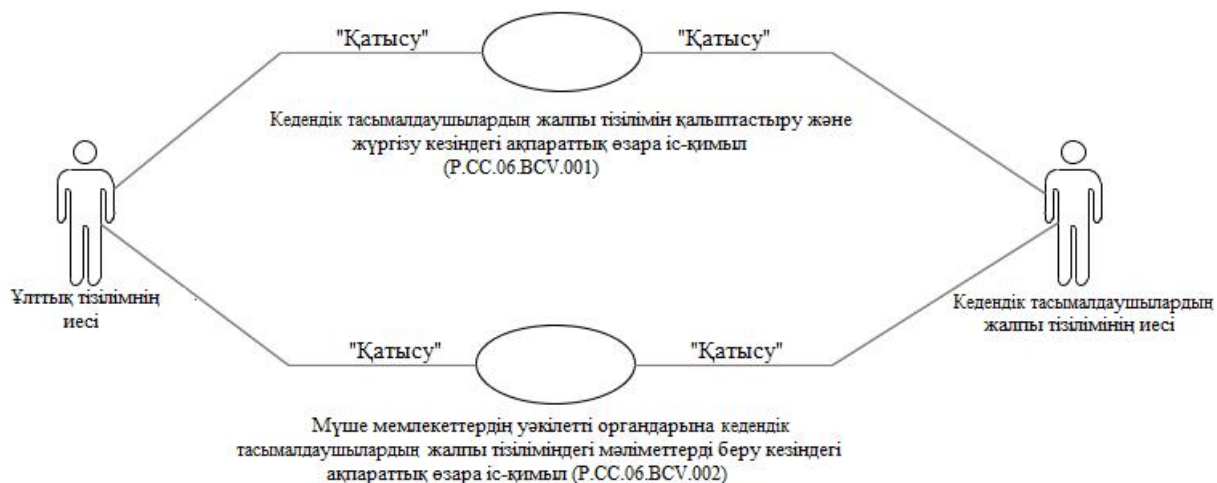 "Қатысу" "Қатысу"
Кедендік тасымалдаушылардың жалпы тізілімін қалыптастыру және
жүргізу кезіндегі ақпараттық өзара іс-қимыл
(P.CC.06.BCV.001)
Ұлттық тізілімнің
иесі
Кедендік тасымалдаушылардың
жалпы тізілімінің иесі
"Қатысу" "Қатысу"
Мүше мемлекеттердің уәкілетті органдарына кедендік
тасымалдаушылардың жалпы тізіліміндегі мәліметтерді беру кезіндегі
ақпараттық өзара іс-қимыл (P.CC.06.BCV.002)